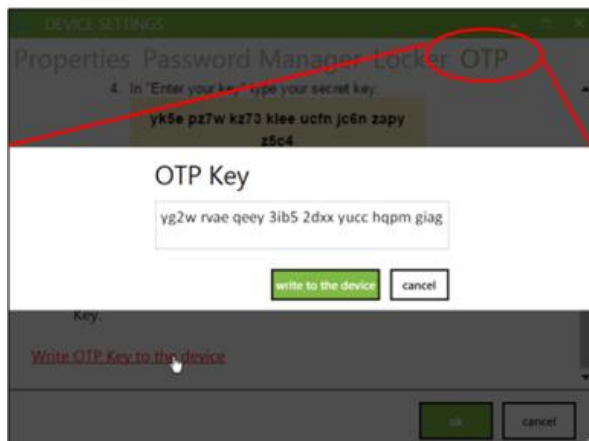 DEVICE SETTINGS
Properties Password Manager Locker OTP
4. In "Enter your key" type your secret key:
yk5e pz7w kz73 klee ucfn jc6n zapy
z5c4
OTP Key
yg2w rvae qeey 3ib5 2dxx yucc hqpm giag
write to the device cancel
Key.
Write OTP Key to the device
ok cancel